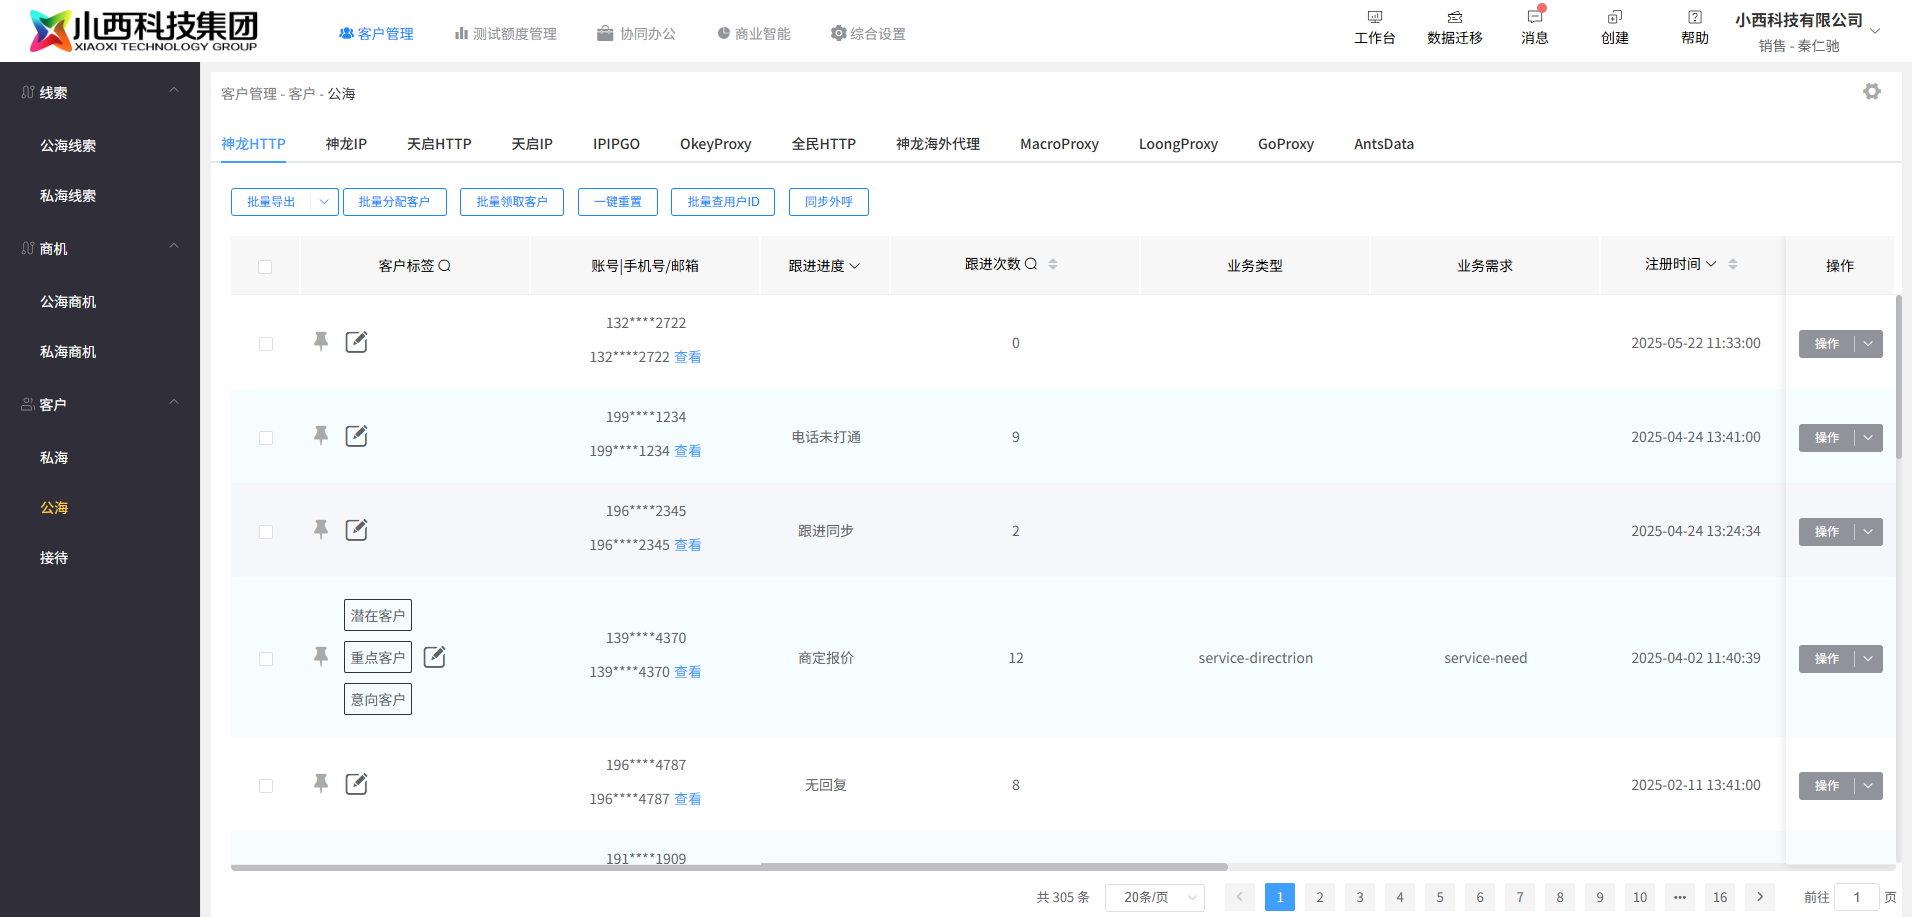 小西科技集团
XIAOXI TECHNOLOGY GROUP
客户管理 测试额度管理 协同办公 商业智能 综合设置
工作台 数据迁移 消息 创建 帮助
小西科技有限公司
销售 - 秦仁驰
线索
公海线索
私海线索
商机
公海商机
私海商机
客户
私海
公海
接待
客户管理 - 客户 - 公海
神龙HTTP 神龙IP 天启HTTP 天启IP IPIPGO OkeyProxy 全民HTTP 神龙海外代理 MacroProxy LoongProxy GoProxy AntsData
批量导出 批量分配客户 批量领取客户 一键重置 批量查用户ID 同步外呼
客户标签 账号|手机号/邮箱 跟进进度 跟进次数 业务类型 业务需求 注册时间 操作
132****2722
132****2722 查看
0 2025-05-22 11:33:00 操作
199****1234
199****1234 查看
电话未打通 9 2025-04-24 13:41:00 操作
196****2345
196****2345 查看
跟进同步 2 2025-04-24 13:24:34 操作
潜在客户
重点客户
意向客户
139****4370
139****4370 查看
商定报价 12 service-directrion service-need 2025-04-02 11:40:39 操作
196****4787
196****4787 查看
无回复 8 2025-02-11 13:41:00 操作
191****1909
共 305 条 20条/页 1 2 3 4 5 6 7 8 9 10 ••• 16 前往 1 页